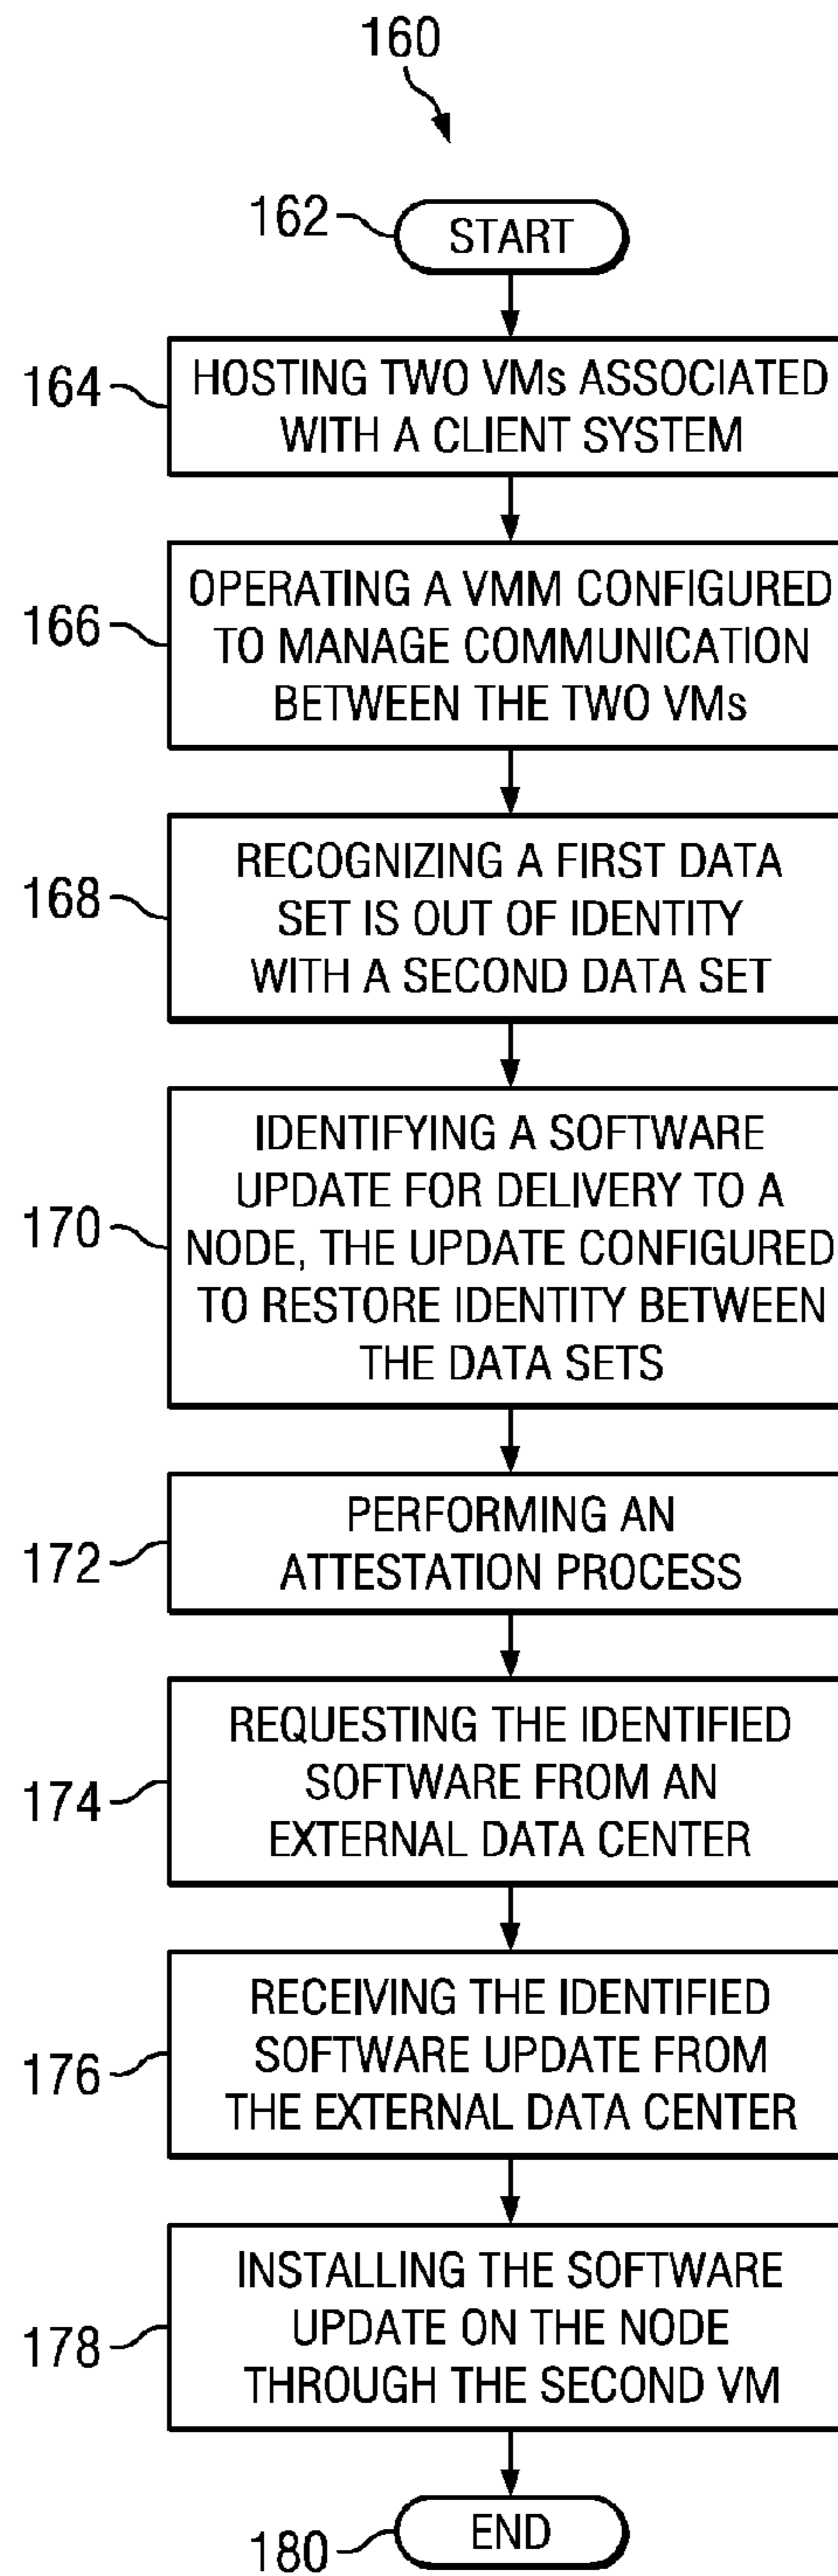 160
162
START
164
HOSTING TWO VMs ASSOCIATED
WITH A CLIENT SYSTEM
166
OPERATING A VMM CONFIGURED
TO MANAGE COMMUNICATION
BETWEEN THE TWO VMs
168
RECOGNIZING A FIRST DATA
SET IS OUT OF IDENTITY
WITH A SECOND DATA SET
170
IDENTIFYING A SOFTWARE
UPDATE FOR DELIVERY TO A
NODE, THE UPDATE CONFIGURED
TO RESTORE IDENTITY BETWEEN
THE DATA SETS
172
PERFORMING AN
ATTESTATION PROCESS
174
REQUESTING THE IDENTIFIED
SOFTWARE FROM AN
EXTERNAL DATA CENTER
176
RECEIVING THE IDENTIFIED
SOFTWARE UPDATE FROM
THE EXTERNAL DATA CENTER
178
INSTALLING THE SOFTWARE
UPDATE ON THE NODE
THROUGH THE SECOND VM
180
END